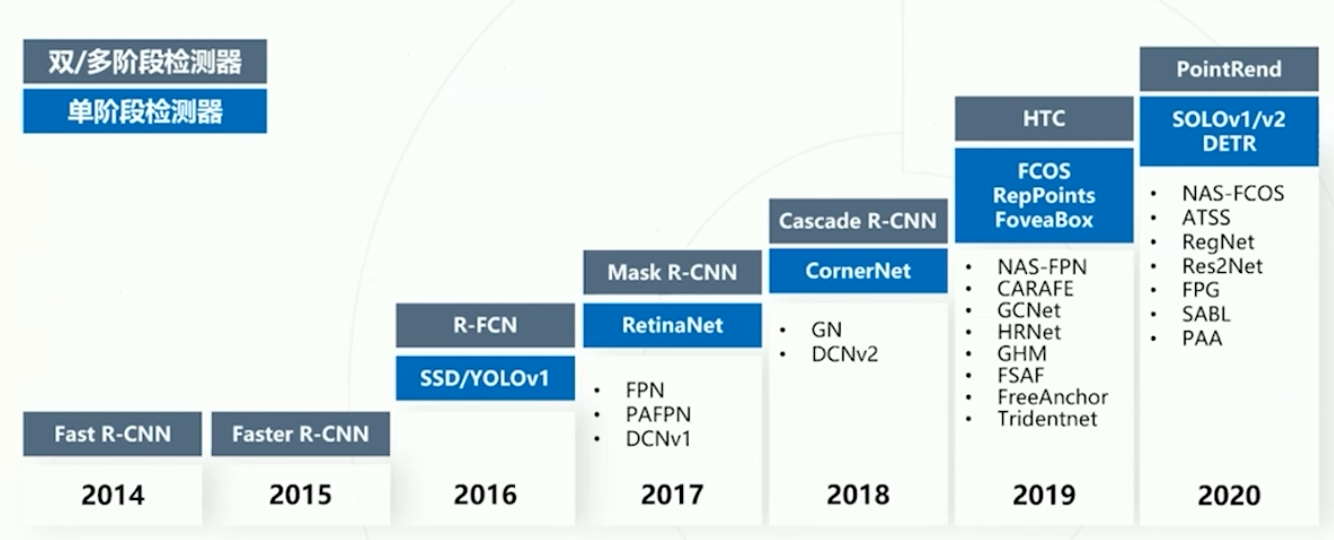 双/多阶段检测器
单阶段检测器
Fast R-CNN
2014
Faster R-CNN
2015
R-FCN
SSD/YOLOv1
2016
Mask R-CNN
RetinaNet
• FPN
• PAFPN
• DCNv1
2017
Cascade R-CNN
CornerNet
• GN
• DCNv2
2018
HTC
FCOS
RepPoints
FoveaBox
• NAS-FPN
• CARAFE
• GCNet
• HRNet
• GHM
• FSAF
• FreeAnchor
• Tridentnet
2019
PointRend
SOLOv1/v2
DETR
• NAS-FCOS
• ATSS
• RegNet
• Res2Net
• FPG
• SABL
• PAA
2020